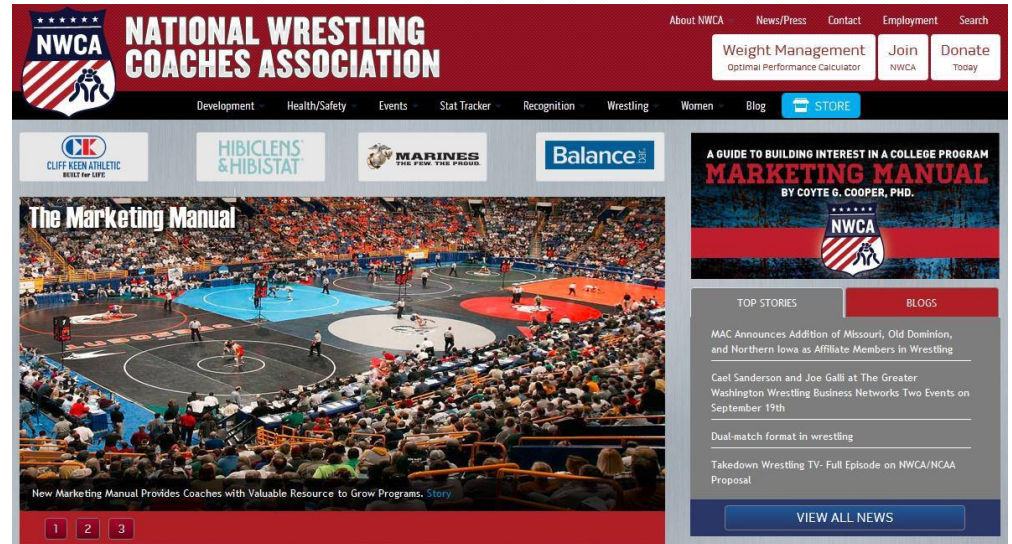 NWCA
NATIONAL WRESTLING
COACHES ASSOCIATION
About NWCA News/Press Contact Employment Search
Weight Management
Optimal Performance Calculator
Join
NWCA
Donate
Today
Development Health/Safety Events Stat Tracker Recognition Wrestling Women Blog STORE
CK
CLIFF KEEN ATHLETIC
BUILT for LIFE
HIBICLENS
&HIBISTAT
MARINES
THE FEW. THE PROUD.
Balance
The Marketing Manual
New Marketing Manual Provides Coaches with Valuable Resource to Grow Programs. Story
1 2 3
A GUIDE TO BUILDING INTEREST IN A COLLEGE PROGRAM
MARKETING MANUAL
BY COYTE G. COOPER, PHD.
NWCA
TOP STORIES BLOGS
MAC Announces Addition of Missouri, Old Dominion,
and Northern Iowa as Affiliate Members in Wrestling
Cael Sanderson and Joe Galli at The Greater
Washington Wrestling Business Networks Two Events on
September 19th
Dual-match format in wrestling
Takedown Wrestling TV- Full Episode on NWCA/NCAA
Proposal
VIEW ALL NEWS